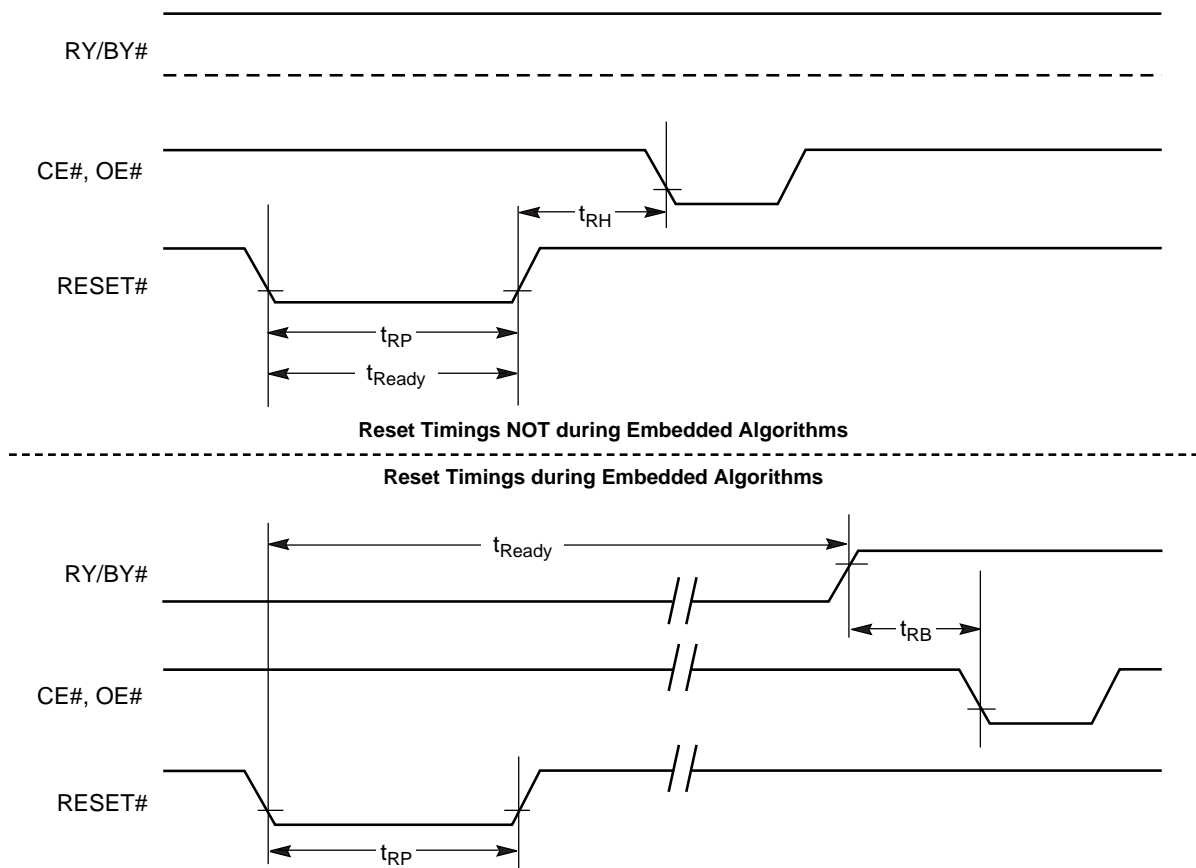 RY/BY#
CE#, OE#
tRH
RESET#
tRP
tReady
Reset Timings NOT during Embedded Algorithms
Reset Timings during Embedded Algorithms
tReady
RY/BY#
tRB
CE#, OE#
RESET#
tRP